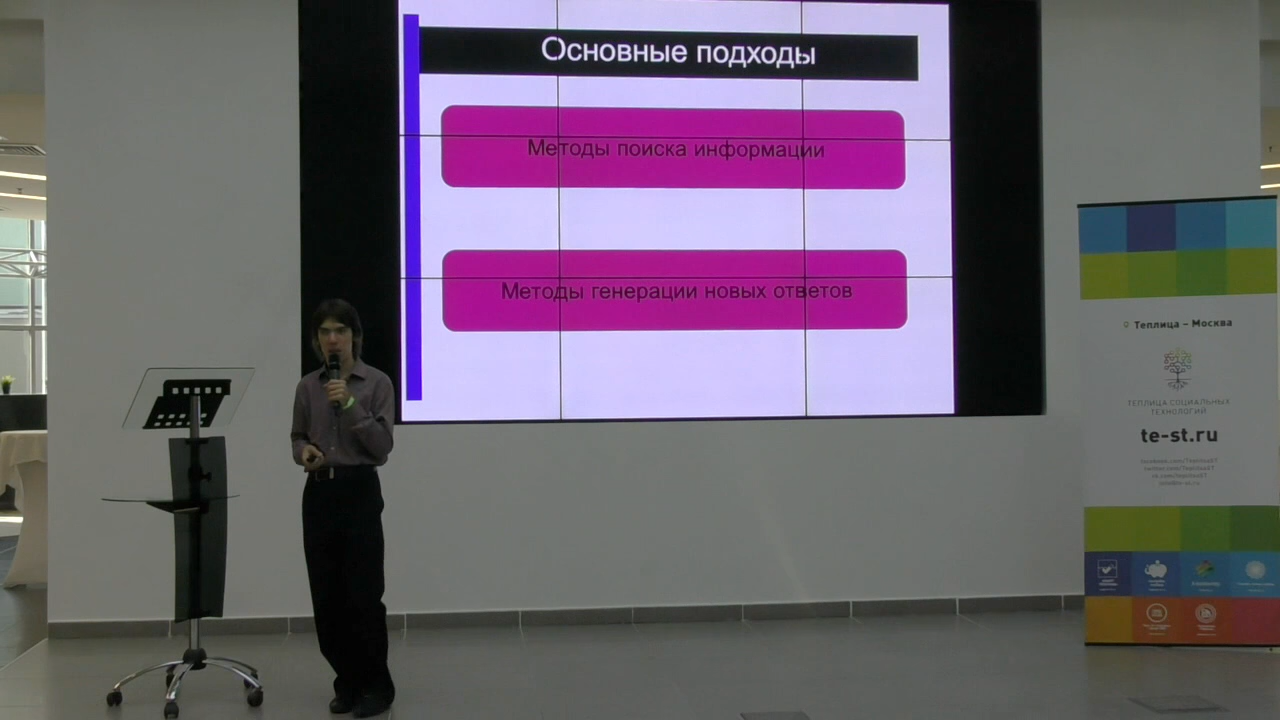 Основные подходы
Методы поиска информации
Методы генерации новых ответов
Теплица – Москва
ТЕПЛИЦА СОЦИАЛЬНЫХ
ТЕХНОЛОГИЙ
te-st.ru